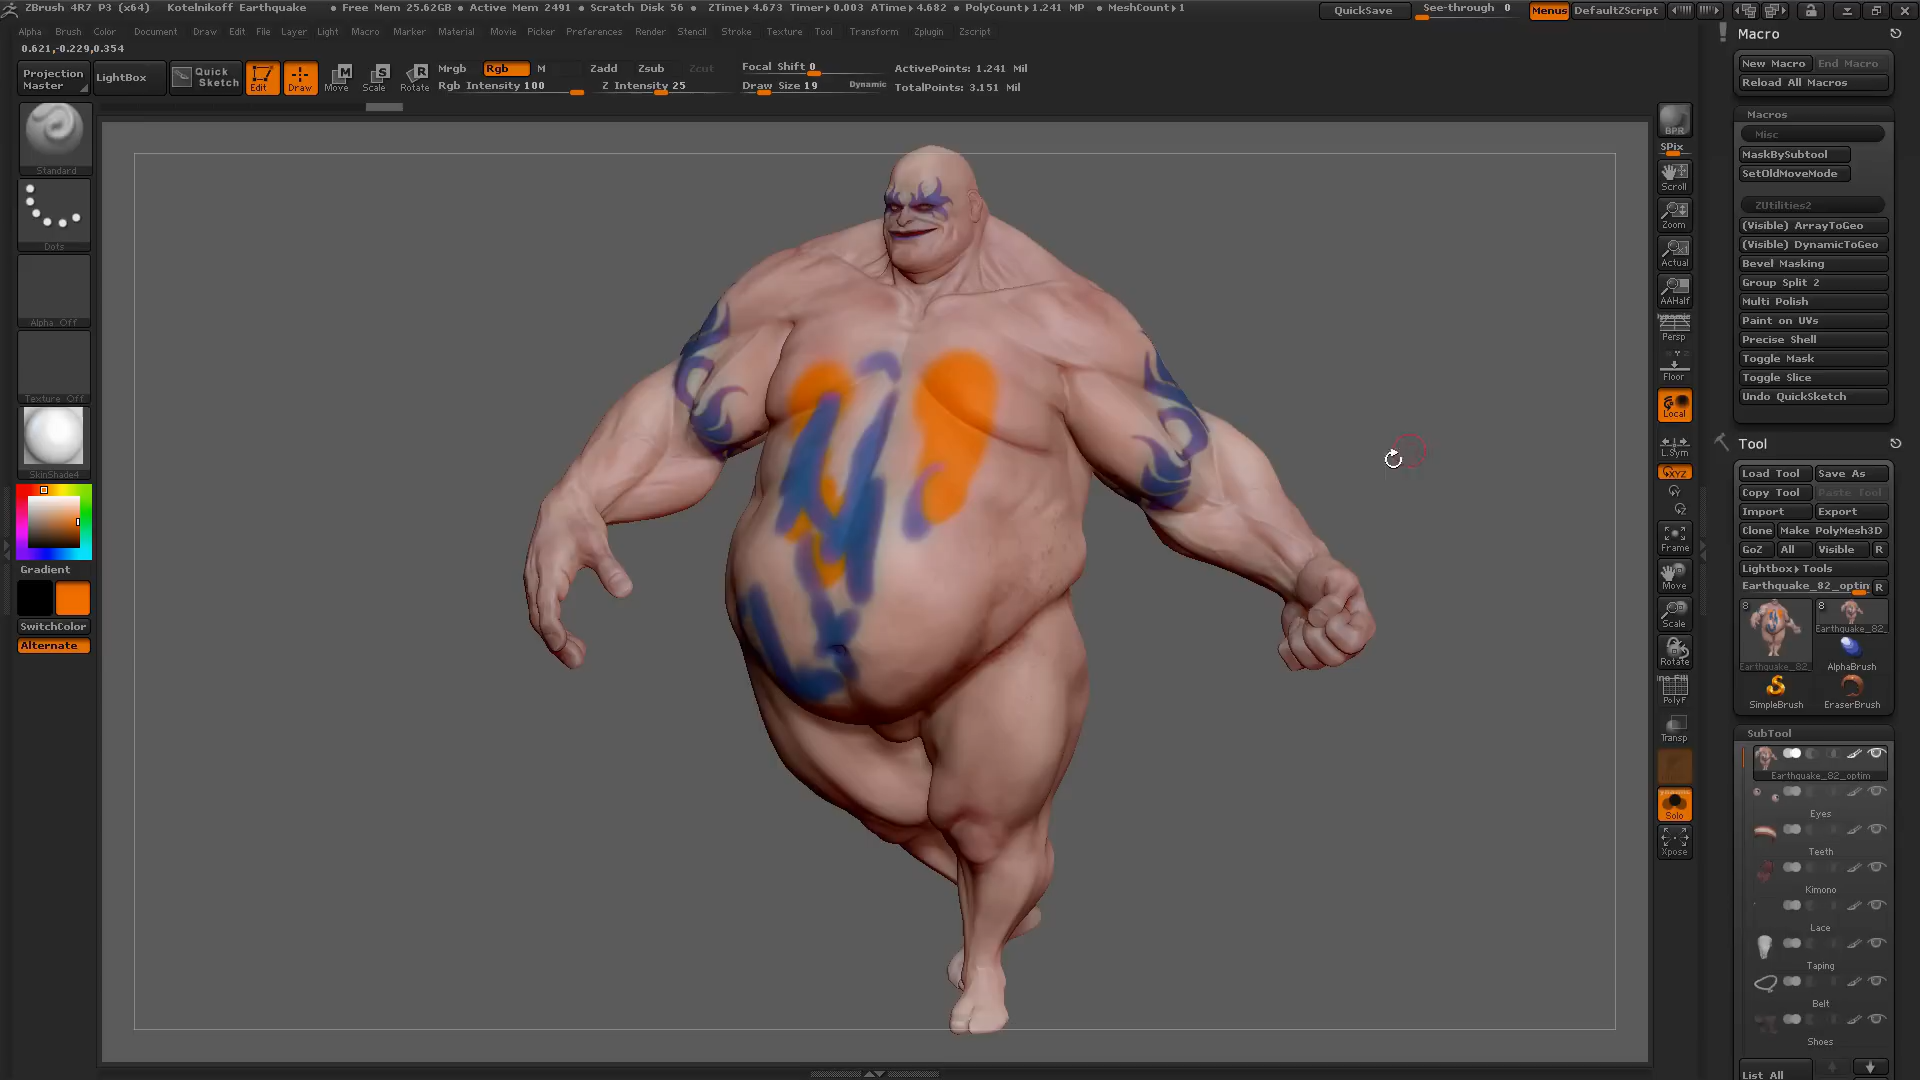 ZBrush 4R7 P3 (x64) Kotelnikoff Earthquake • Free Mem 25.62GB • Active Mem 2491 • Scratch Disk 56 • ZTime▸4.673 Timer▸0.003 ATime▸4.682 • PolyCount▸1.241 MP • MeshCount▸1 QuickSave See-through 0 Menus DefaultZScript
Alpha Brush Color Document Draw Edit File Layer Light Macro Marker Material Movie Picker Preferences Render Stencil Stroke Texture Tool Transform Zplugin Zscript
0.621,-0.229,0.354
Projection Master
LightBox
Quick Sketch
Edit
Draw
Move
Scale
Rotate
Mrgb Rgb M
Rgb Intensity 100
Zadd Zsub Zcut
Z Intensity 25
Focal Shift 0
Draw Size 19 Dynamic
ActivePoints: 1.241 Mil
TotalPoints: 3.151 Mil
Standard
Dots
Alpha Off
Texture Off
SkinShade4
Gradient
SwitchColor
Alternate
BPR
SPix
Scroll
Zoom
Actual
AAHalf
Persp
Floor
Local
L.Sym
XYZ
Frame
Move
Scale
Rotate
PolyF
Transp
Solo
Xpose
Macro
New Macro End Macro
Reload All Macros
Macros
Misc
MaskBySubtool
SetOldMoveMode
ZUtilities2
(Visible) ArrayToGeo
(Visible) DynamicToGeo
Bevel Masking
Group Split 2
Multi Polish
Paint on UVs
Precise Shell
Toggle Mask
Toggle Slice
Undo QuickSketch
Tool
Load Tool Save As
Copy Tool Paste Tool
Import Export
Clone Make PolyMesh3D
GoZ All Visible R
Lightbox▸Tools
Earthquake_82_optim R
8
8
Earthquake_82_
Earthquake_82_
AlphaBrush
SimpleBrush EraserBrush
SubTool
Earthquake_82_optim
Eyes
Teeth
Kimono
Lace
Taping
Belt
Shoes
List All